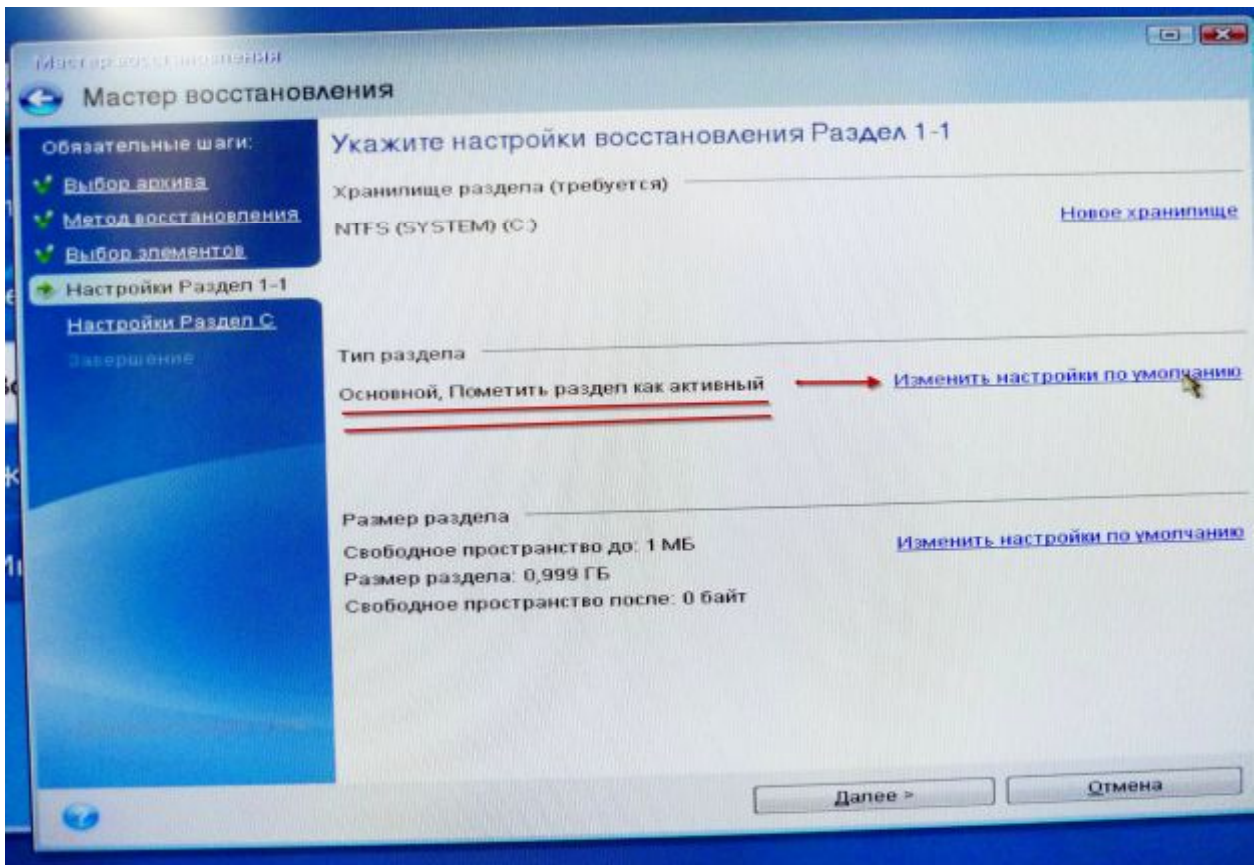 Мастер восстановления
Мастер восстановления
Обязательные шаги:
Выбор архива
Метод восстановления
Выбор элементов
Настройки Раздел 1-1
Настройки Раздел C
Завершение
Укажите настройки восстановления Раздел 1-1
Хранилище раздела (требуется)
NTFS (SYSTEM) (C:)
Новое хранилище
Тип раздела
Основной, Пометить раздел как активный
Изменить настройки по умолчанию
Размер раздела
Свободное пространство до: 1 МБ
Изменить настройки по умолчанию
Размер раздела: 0,999 ГБ
Свободное пространство после: 0 байт
Далее >
Отмена